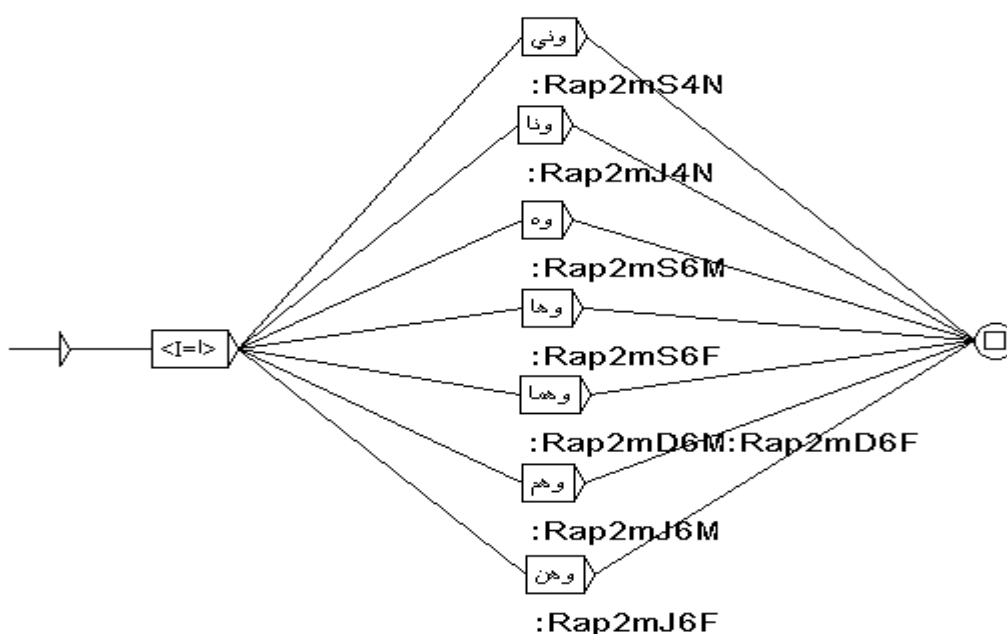 وني
:Rap2mS4N
ونا
:Rap2mJ4N
وه
:Rap2mS6M
وها
:Rap2mS6F
<I=ا>
وهما
:Rap2mD6M:Rap2mD6F
وهم
:Rap2mJ6M
وهن
:Rap2mJ6F